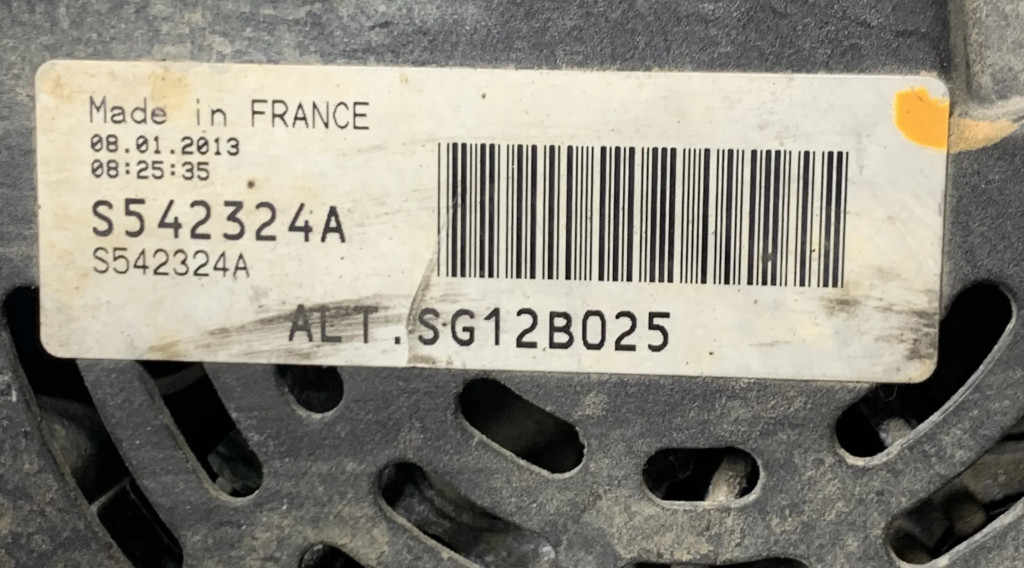 Made in FRANCE
08.01.2013
08:25:35
S542324A
S542324A
ALT.SG12B025